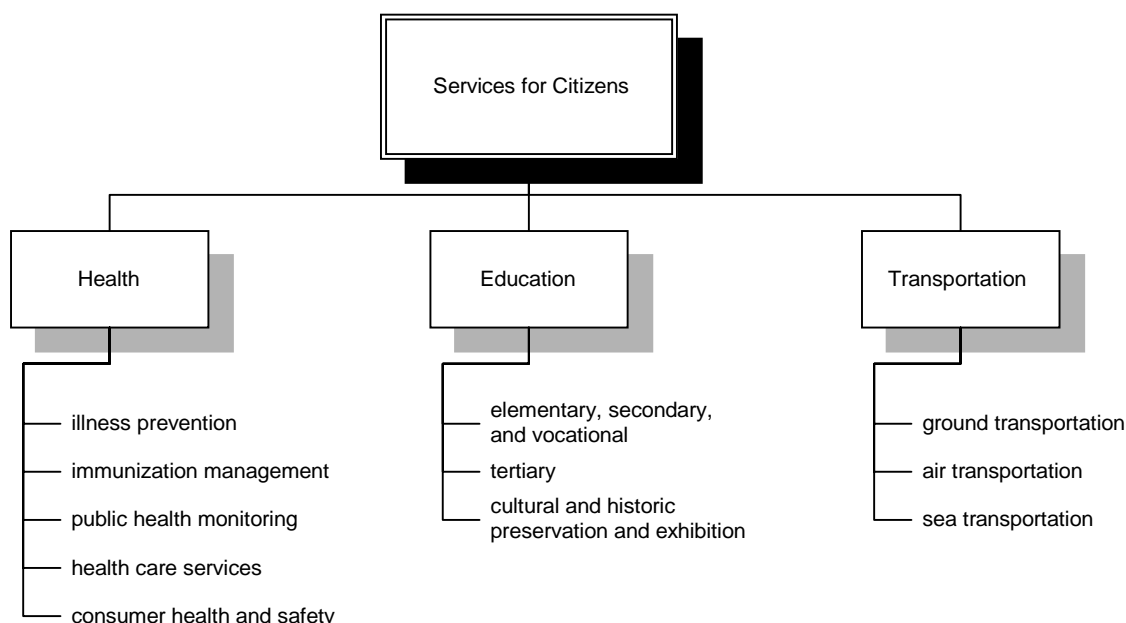 Services for Citizens
Health
Education
Transportation
illness prevention
immunization management
public health monitoring
health care services
consumer health and safety
elementary, secondary,
and vocational
tertiary
cultural and historic
preservation and exhibition
ground transportation
air transportation
sea transportation